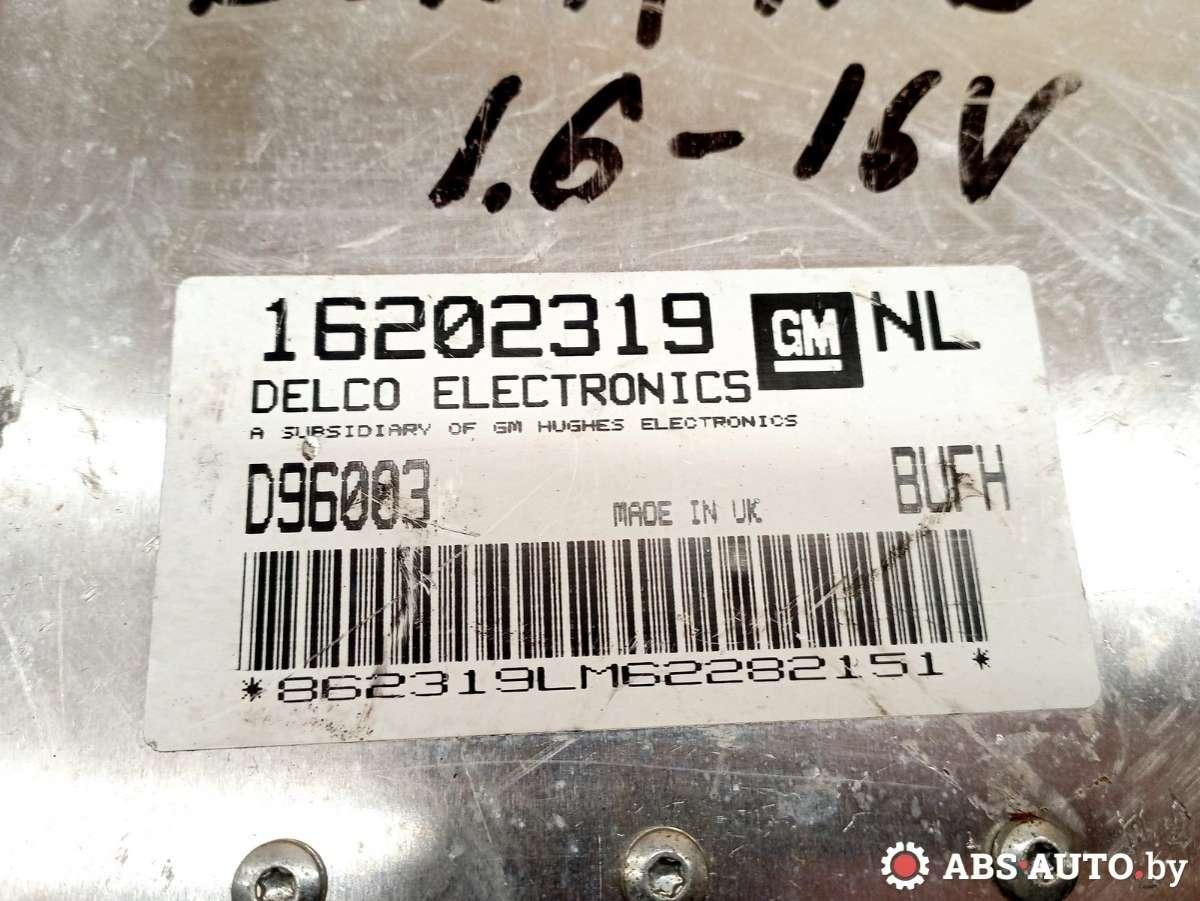 1.6-16V
16202319 GM NL
DELCO ELECTRONICS
A SUBSIDIARY OF GM HUGHES ELECTRONICS
D96003 MADE IN UK BUFH
*862319LM62282151*
ABS·AUTO.by